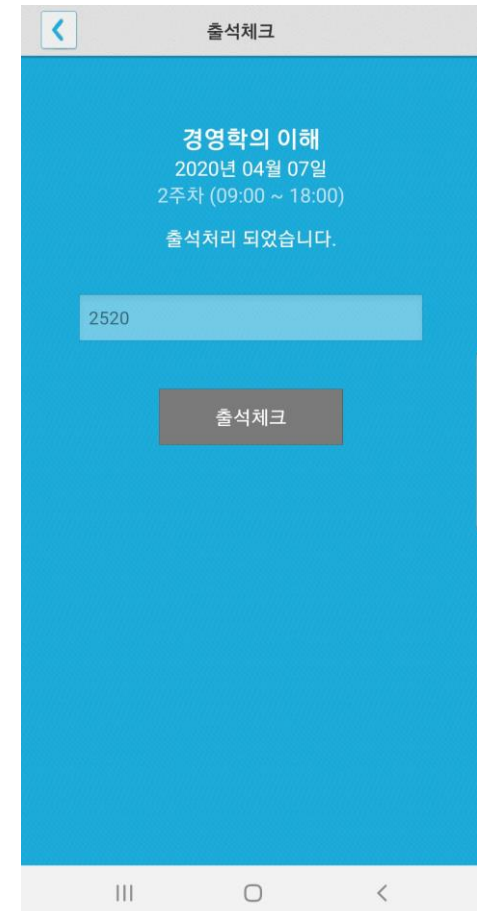 출석체크
경영학의 이해
2020년 04월 07일
2주차 (09:00 ~ 18:00)
출석처리 되었습니다.
2520
출석체크